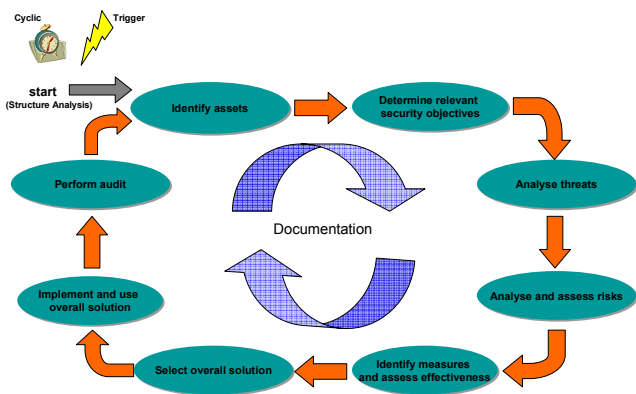 Cyclic
Trigger
start
(Structure Analysis)
Identify assets
Determine relevant
security objectives
Perform audit
Analyse threats
Documentation
Implement and use
overall solution
Analyse and assess risks
Select overall solution
Identify measures
and assess effectiveness